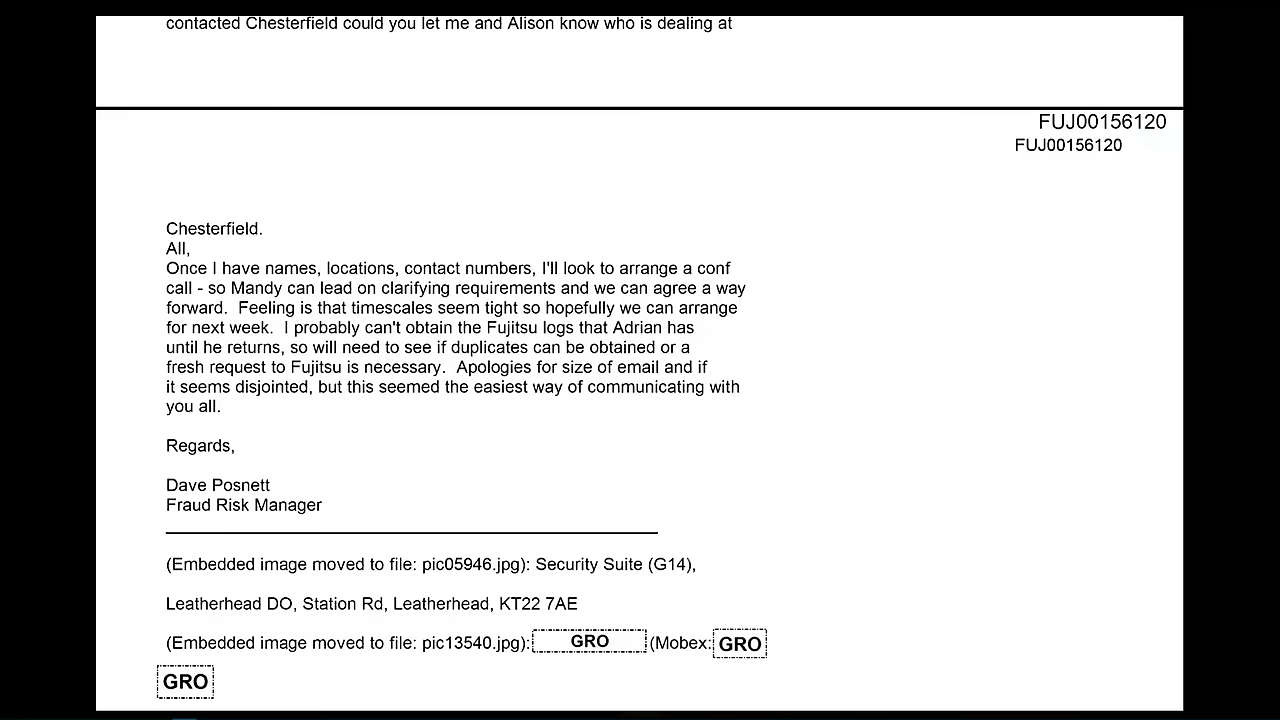 contacted Chesterfield could you let me and Alison know who is dealing at
FUJ00156120
FUJ00156120
Chesterfield.
All,
Once I have names, locations, contact numbers, I'll look to arrange a conf
call - so Mandy can lead on clarifying requirements and we can agree a way
forward.  Feeling is that timescales seem tight so hopefully we can arrange
for next week.  I probably can't obtain the Fujitsu logs that Adrian has
until he returns, so will need to see if duplicates can be obtained or a
fresh request to Fujitsu is necessary.  Apologies for size of email and if
it seems disjointed, but this seemed the easiest way of communicating with
you all.
Regards,
Dave Posnett
Fraud Risk Manager
(Embedded image moved to file: pic05946.jpg): Security Suite (G14),
Leatherhead DO, Station Rd, Leatherhead, KT22 7AE
(Embedded image moved to file: pic13540.jpg): GRO (Mobex: GRO
GRO